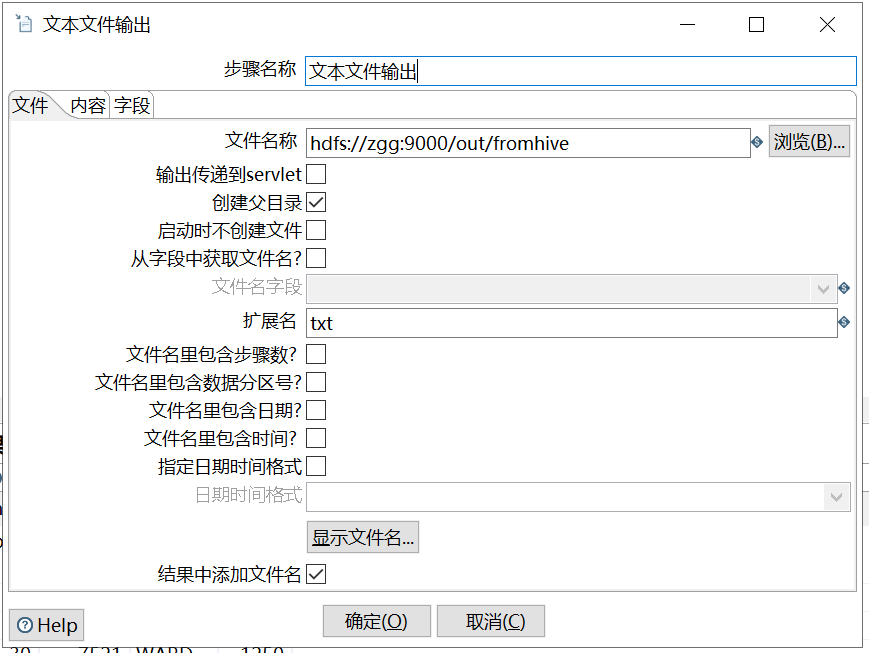 文本文件输出
步骤名称 文本文件输出
文件 内容 字段
文件名称 hdfs://zgg:9000/out/fromhive 浏览(B)...
输出传递到servlet
创建父目录
启动时不创建文件
从字段中获取文件名?
文件名字段
扩展名 txt
文件名里包含步骤数?
文件名里包含数据分区号?
文件名里包含日期?
文件名里包含时间?
指定日期时间格式
日期时间格式
显示文件名...
结果中添加文件名
Help 确定(O) 取消(C)